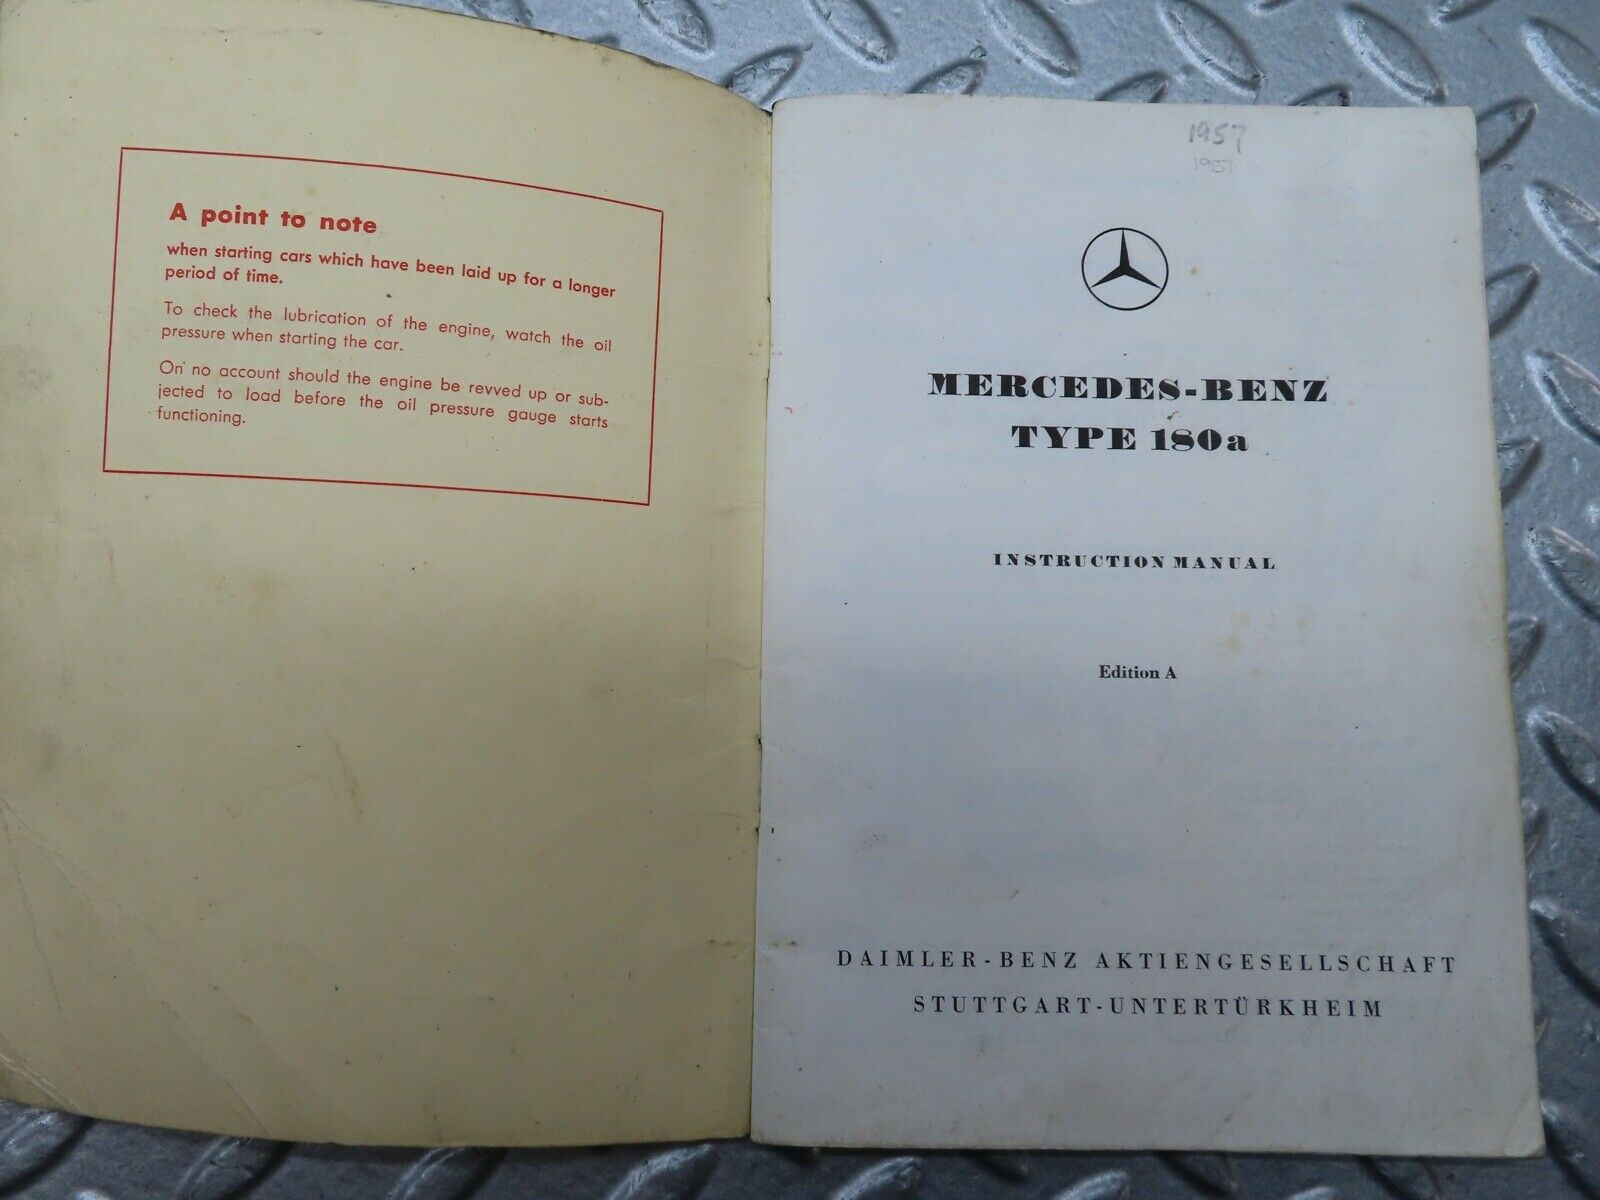 A point to note
when starting cars which have been laid up for a longer
period of time.
To check the lubrication of the engine, watch the oil
pressure when starting the car.
On no account should the engine be revved up or sub-
jected to load before the oil pressure gauge starts
functioning.
1957
1957
MERCEDES-BENZ
TYPE 180a
INSTRUCTION MANUAL
Edition A
DAIMLER-BENZ AKTIENGESELLSCHAFT
STUTTGART-UNTERTÜRKHEIM